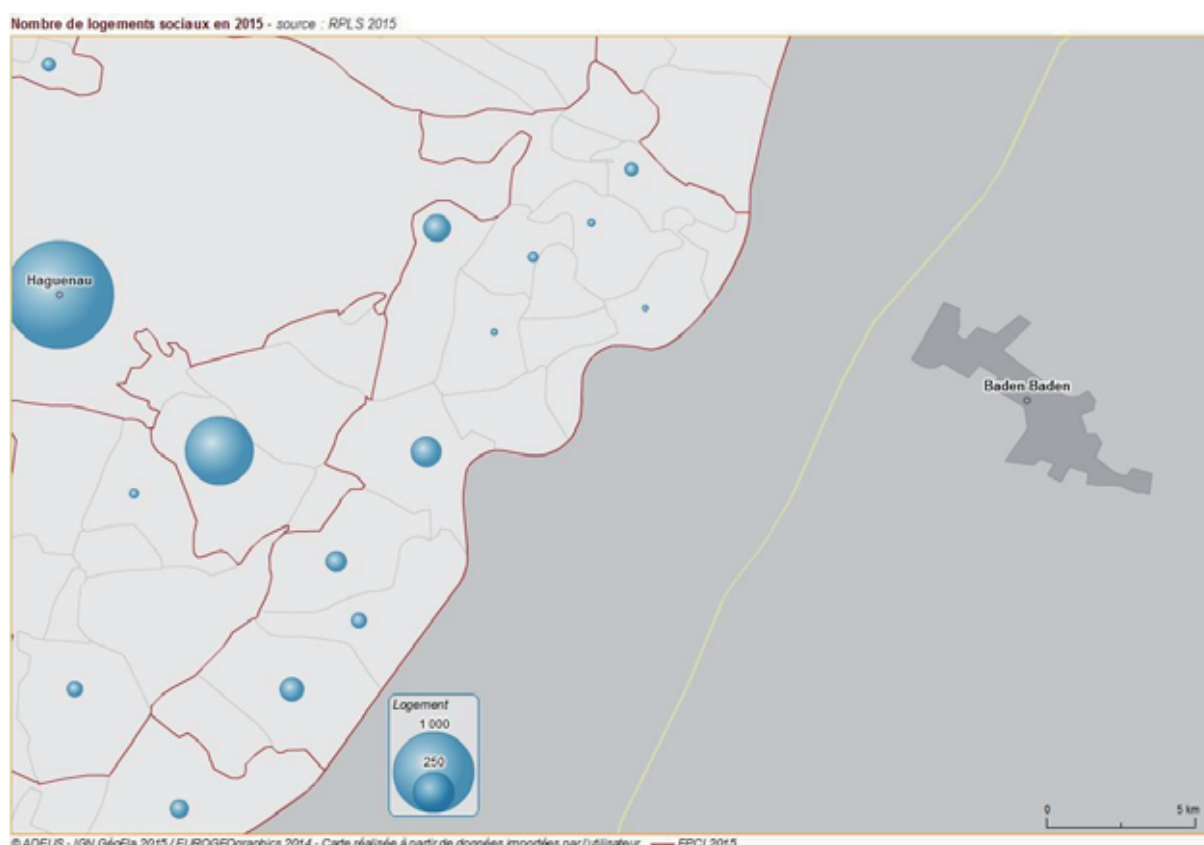 Nombre de logements sociaux en 2015 - source : RPLS 2015
Haguenau
Baden Baden
Logement
1 000
250
0 5 km
© ADEUS - IGN GéoFla 2015 / EUROGEOgraphics 2014 - Carte réalisée à partir de données importées par l'utilisateur EPCI 2015